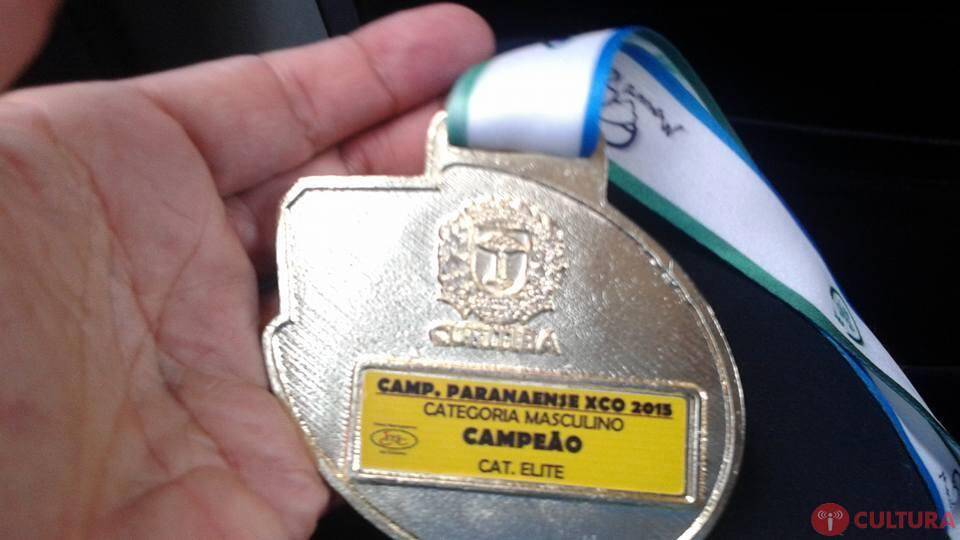 CURITIBA
CAMP. PARANAENSE XCO 2015
CATEGORIA MASCULINO
CAMPEÃO
CAT. ELITE
CULTURA